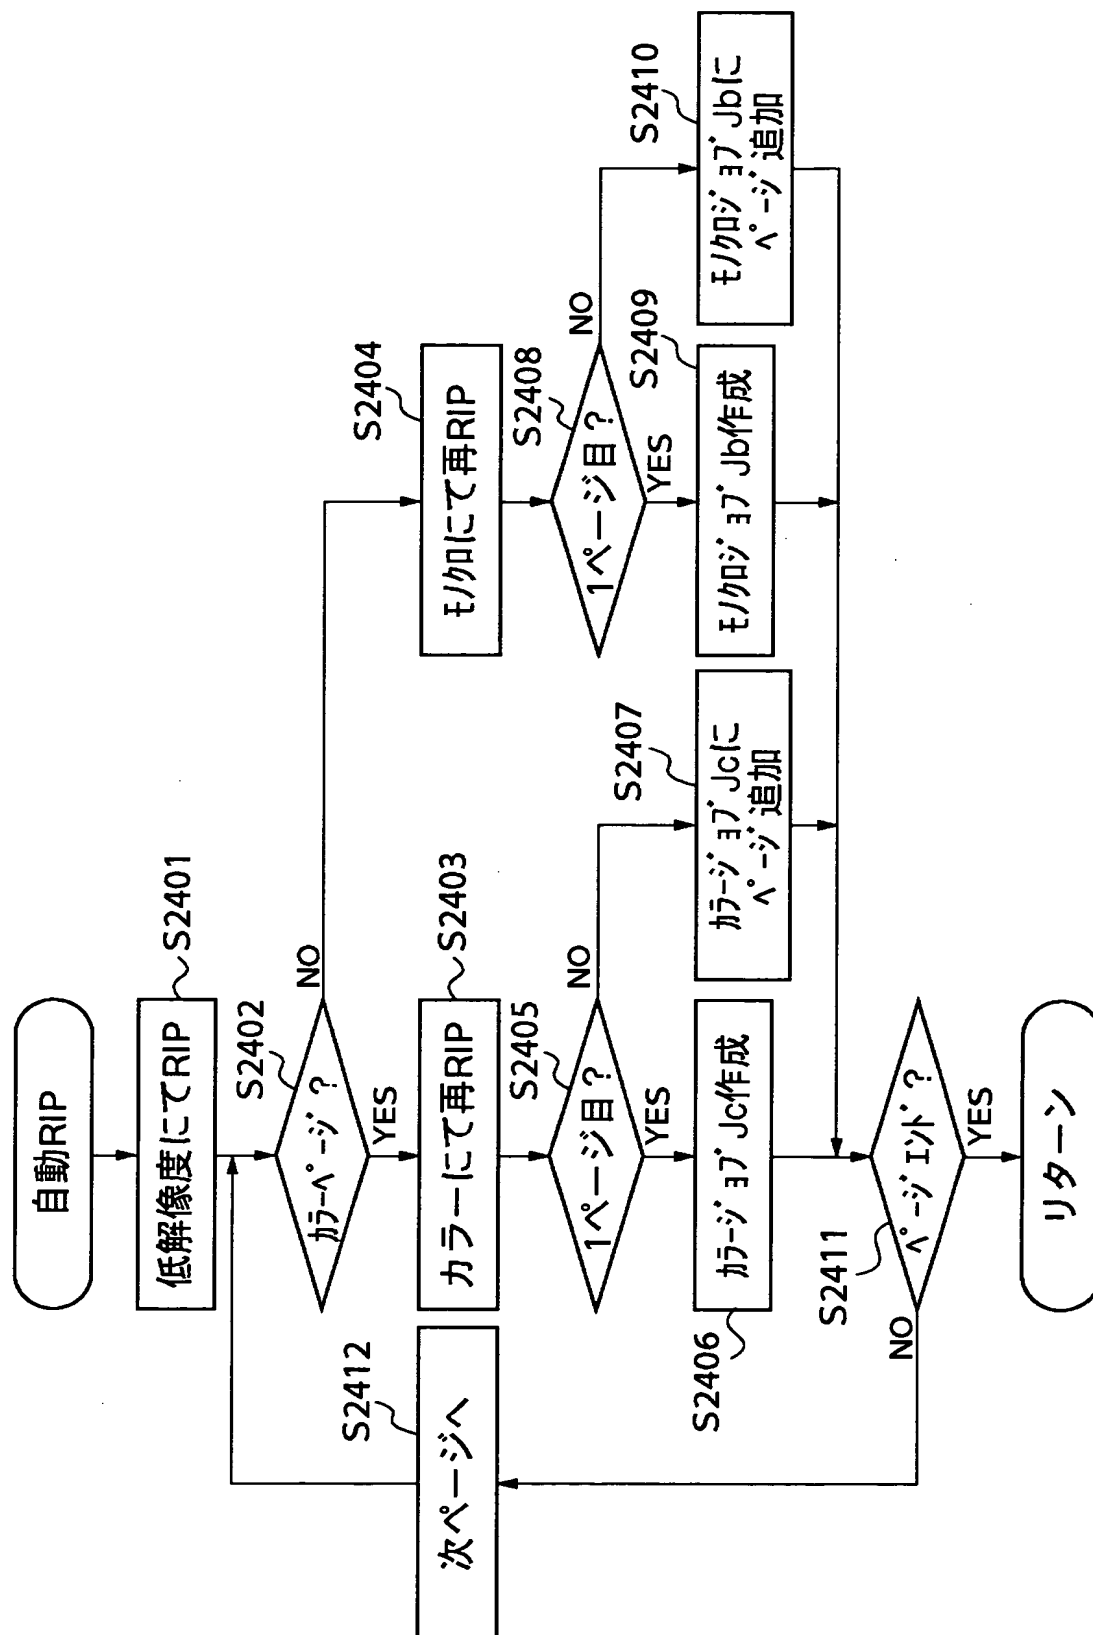 自動RIP
低解像度にてRIP
S2401
カラーページ?
S2402
YES
NO
カラーにて再RIP
S2403
モノクロにて再RIP
S2404
1ページ目?
S2405
YES
NO
カラージョブJc作成
S2406
カラージョブJcに
ページ追加
S2407
1ページ目?
S2408
YES
NO
モノクロジョブJb作成
S2409
モノクロジョブJbに
ページ追加
S2410
ページエンド?
S2411
YES
NO
次ページへ
S2412
リターン